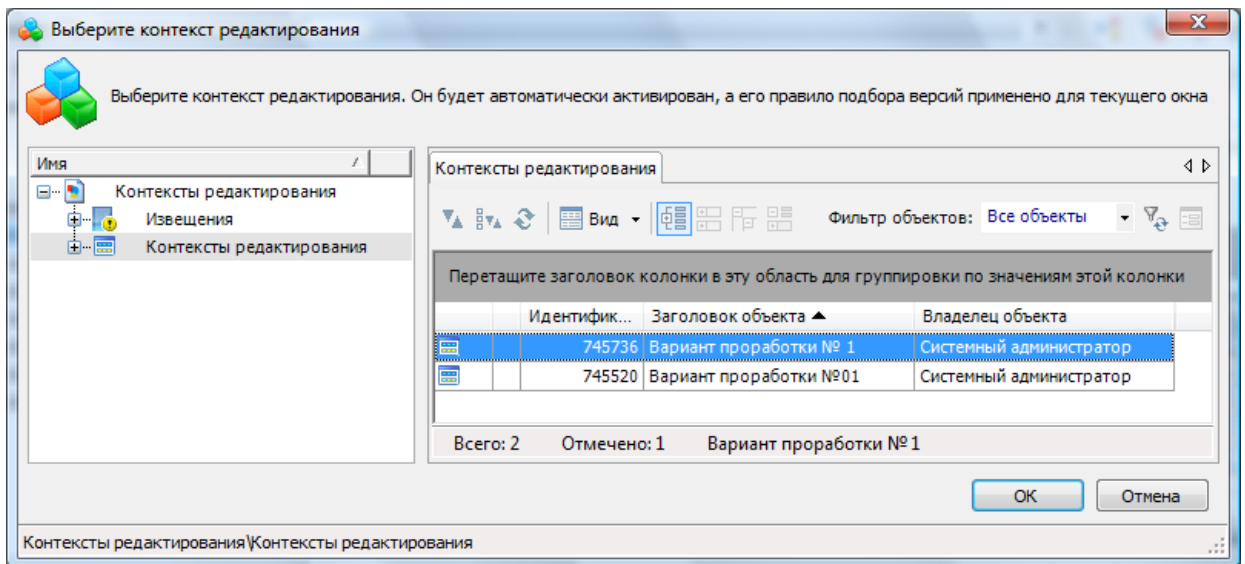 Выберите контекст редактирования
Выберите контекст редактирования. Он будет автоматически активирован, а его правило подбора версий применено для текущего окна
Имя
Контексты редактирования
Извещения
Контексты редактирования
Контексты редактирования
Вид
Фильтр объектов: Все объекты
Перетащите заголовок колонки в эту область для группировки по значениям этой колонки
Идентифик... Заголовок объекта Владелец объекта
745736 Вариант проработки № 1 Системный администратор
745520 Вариант проработки №01 Системный администратор
Всего: 2 Отмечено: 1 Вариант проработки № 1
ОК Отмена
Контексты редактирования\Контексты редактирования